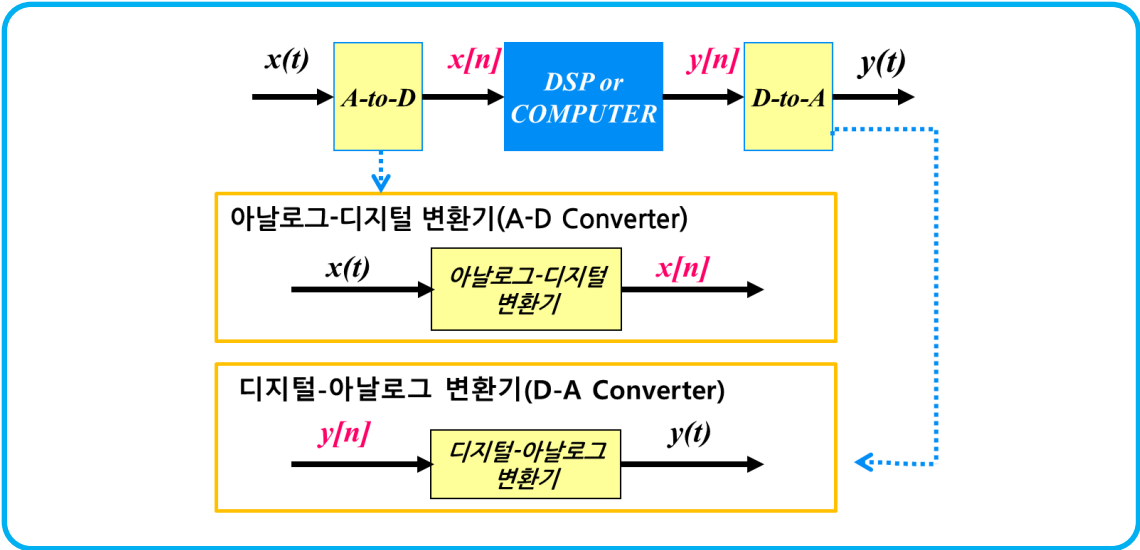 x(t)
A-to-D
x[n]
DSP or
COMPUTER
y[n]
D-to-A
y(t)
아날로그-디지털 변환기(A-D Converter)
x(t)
아날로그-디지털
변환기
x[n]
디지털-아날로그 변환기(D-A Converter)
y[n]
디지털-아날로그
변환기
y(t)